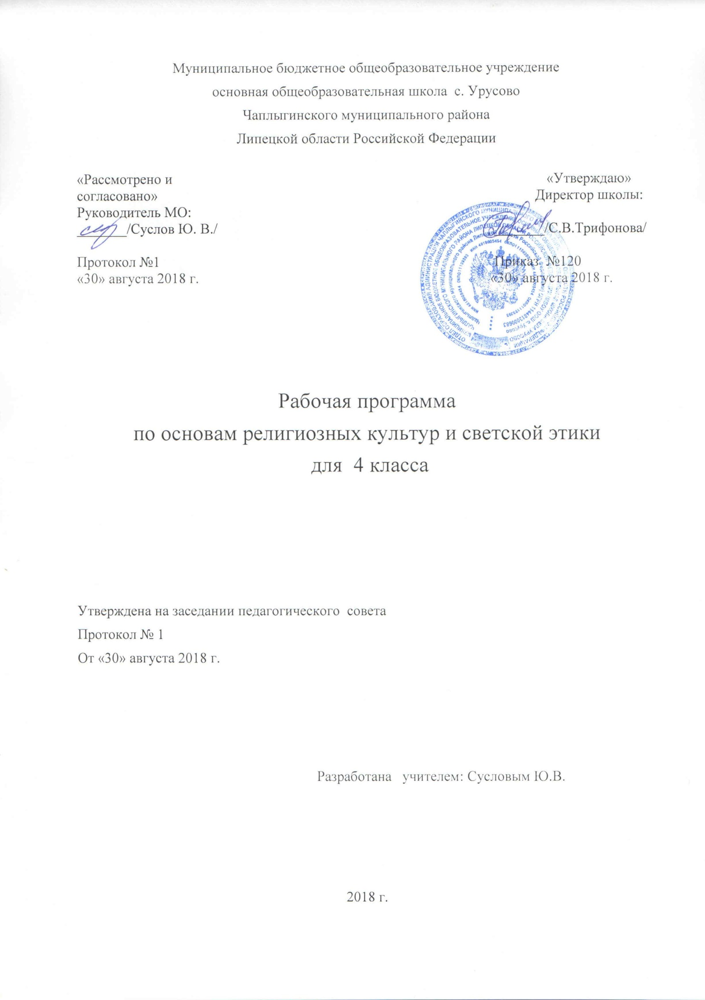 Муниципальное бюджетное общеобразовательное учреждение
основная общеобразовательная школа с. Урусово
Чаплыгинского муниципального района
Липецкой области Российской Федерации
«Рассмотрено и
согласовано»
Руководитель МО:
/Суслов Ю. В./
Протокол №1
«30» августа 2018 г.
«Утверждаю»
Директор школы:
/С.В.Трифонова/
Приказ №120
«30» августа 2018 г.
Рабочая программа
по основам религиозных культур и светской этики
для 4 класса
Утверждена на заседании педагогического совета
Протокол № 1
От «30» августа 2018 г.
Разработана учителем: Сусловым Ю.В.
2018 г.